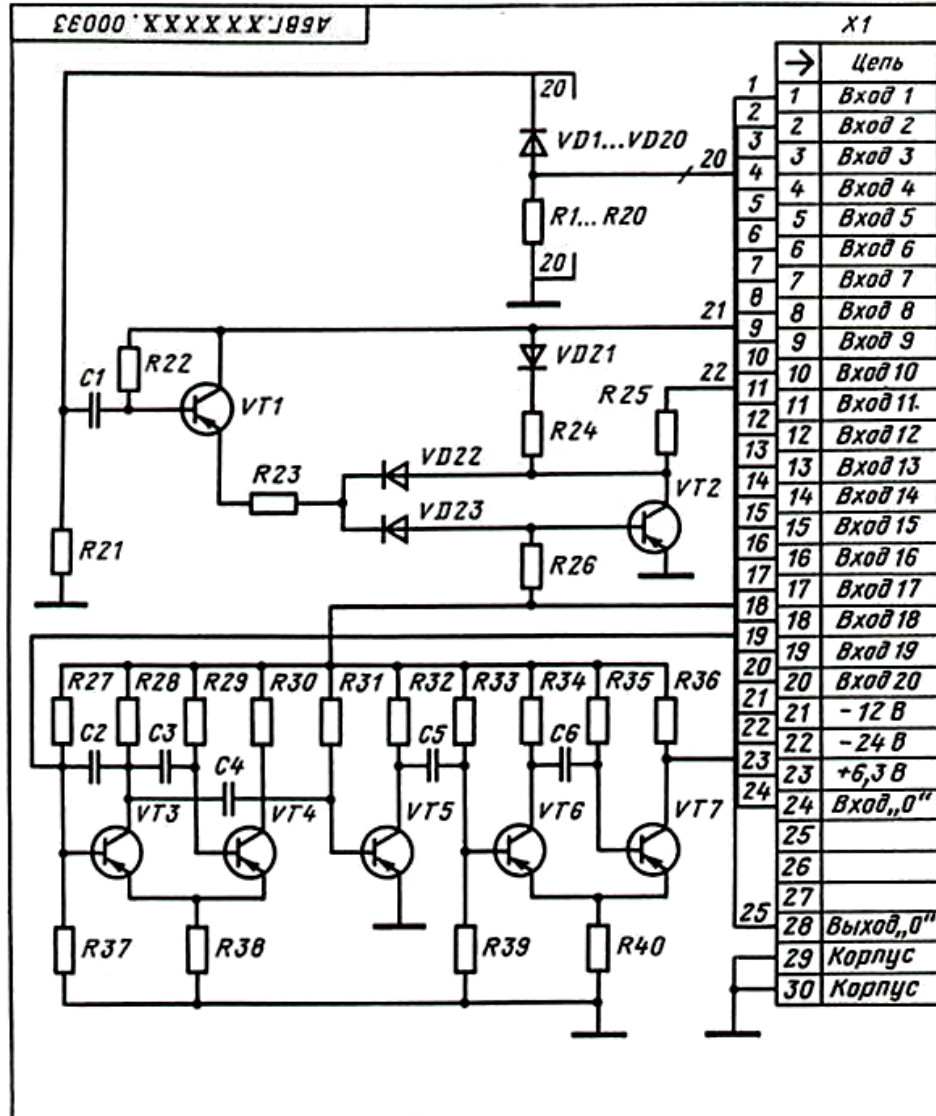 АБВГ.XXXXXX.000Э3
X1
→ Цепь
1 Вход 1
2 Вход 2
3 Вход 3
4 Вход 4
5 Вход 5
6 Вход 6
7 Вход 7
8 Вход 8
9 Вход 9
10 Вход 10
11 Вход 11
12 Вход 12
13 Вход 13
14 Вход 14
15 Вход 15
16 Вход 16
17 Вход 17
18 Вход 18
19 Вход 19
20 Вход 20
21 - 12 В
22 - 24 В
23 +6,3 В
24 Вход„0"
25
26
27
28 Выход„0"
29 Корпус
30 Корпус
1
2
3
4
5
6
7
8
9
10
11
12
13
14
15
16
17
18
19
20
21
22
23
24
25
20
VD1...VD20
20
R1...R20
20
21
R22
VD21
22
C1
VT1
R25
R24
VD22
R23
VT2
VD23
R21
R26
R27 R28 R29 R30 R31 R32 R33 R34 R35 R36
C2 C3 C4 C5 C6
VT3 VT4 VT5 VT6 VT7
R37 R38 R39 R40